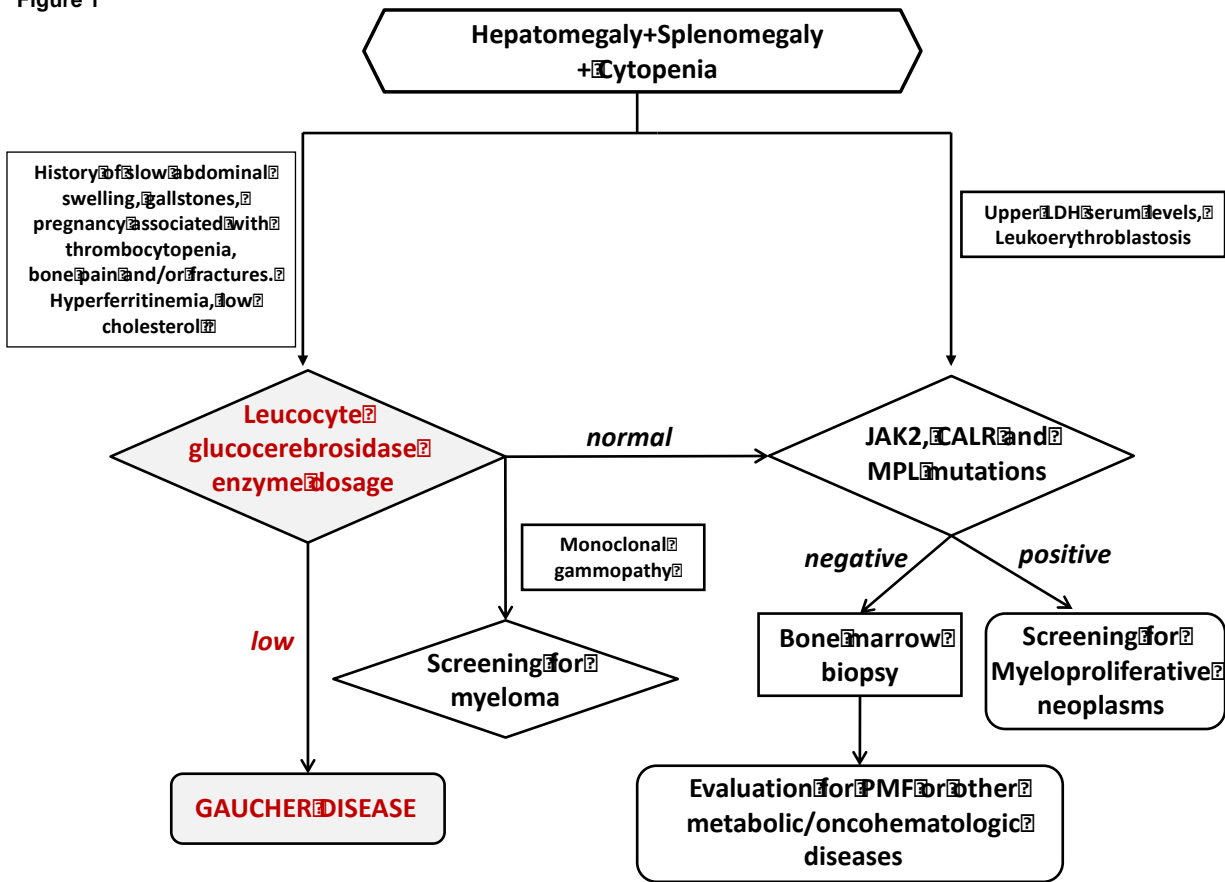 Figure 1
Hepatomegaly+Splenomegaly
+ Cytopenia
History of slow abdominal
swelling, gallstones,
pregnancy associated with
thrombocytopenia,
bone pain and/or fractures.
Hyperferritinemia, low
cholesterol
Upper LDH serum levels,
Leukoerythroblastosis
Leucocyte
glucocerebrosidase
enzyme dosage
normal
JAK2, CALR and
MPL mutations
Monoclonal
gammopathy
negative
positive
low
Screening for
myeloma
Bone marrow
biopsy
Screening for
Myeloproliferative
neoplasms
GAUCHER DISEASE
Evaluation for PMF or other
metabolic/oncohematologic
diseases